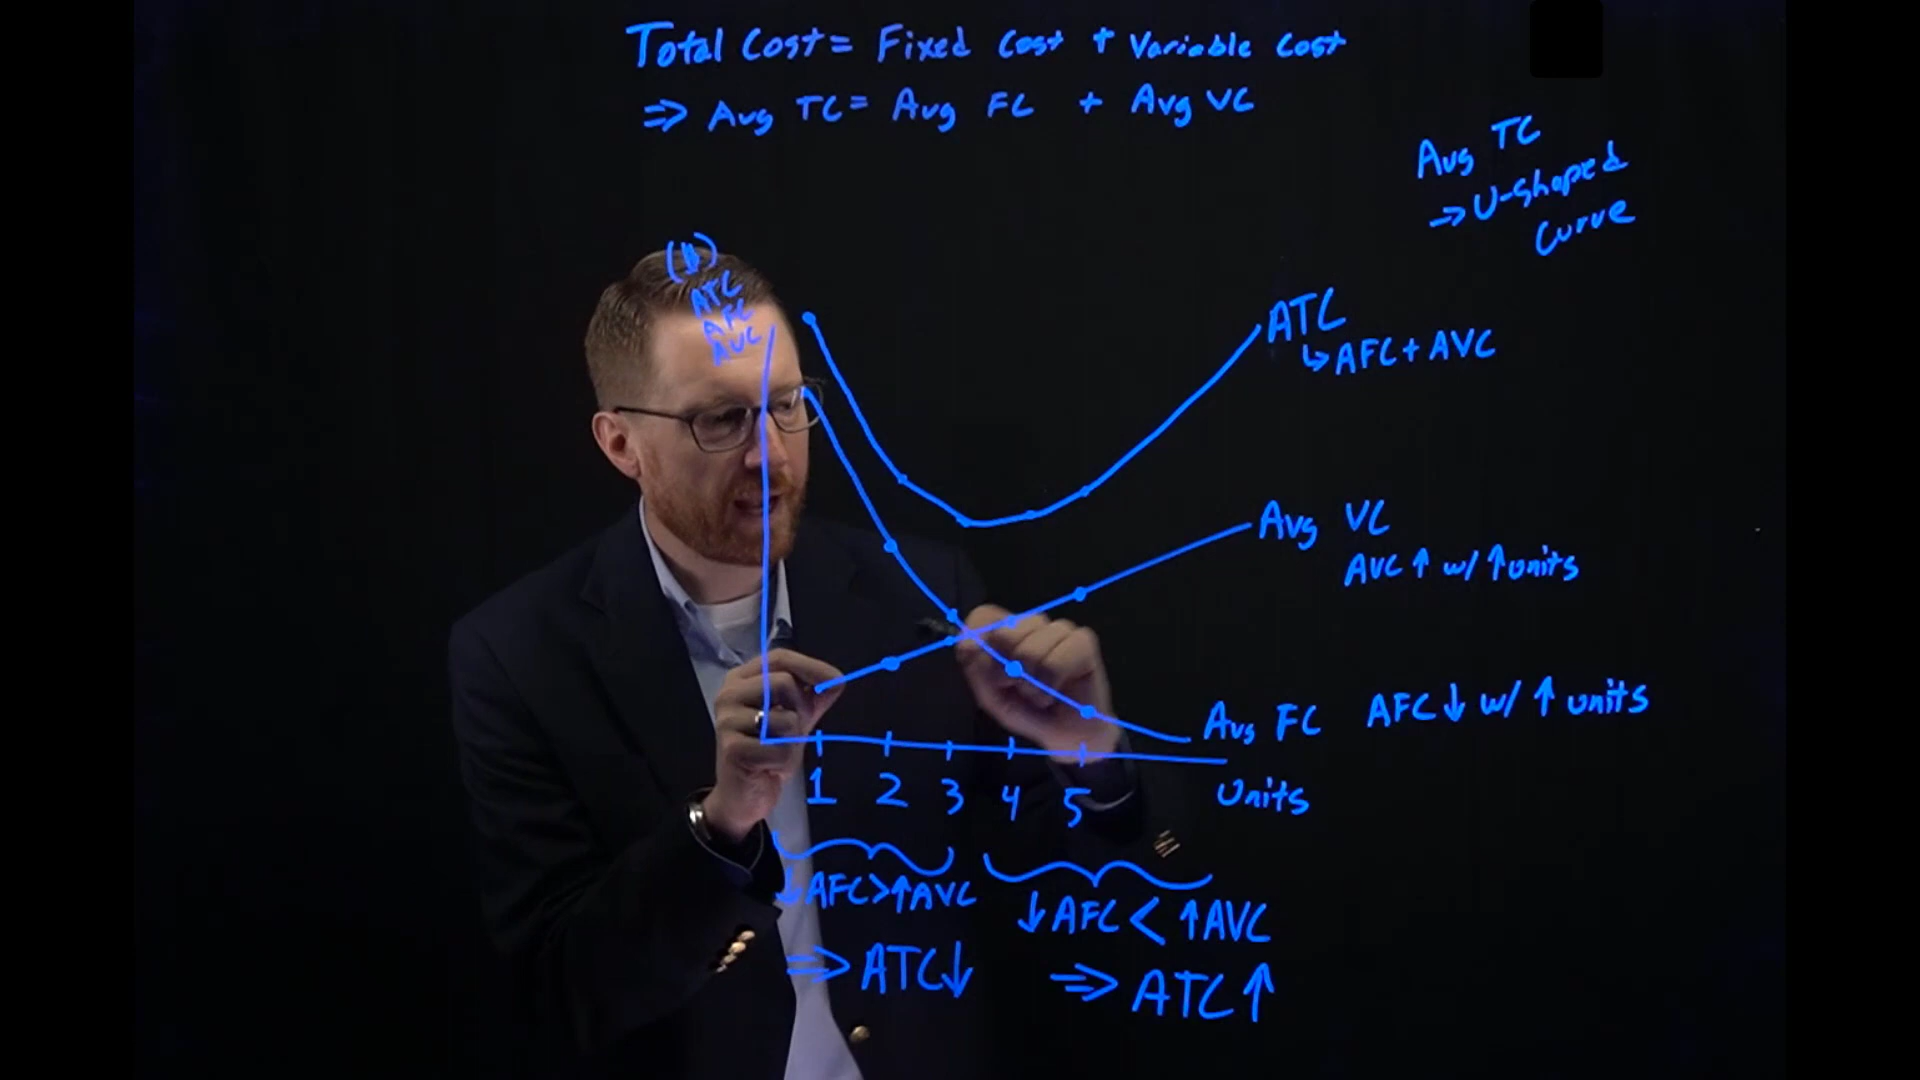 Total Cost = Fixed Cost + Variable Cost
⇒ Avg TC = Avg FC + Avg VC
Avg TC
⇒ U-shaped
Curve
ATC
AFC
AVC
ATC
↳ AFC + AVC
Avg VC
AVC ↑ w/ ↑ units
Avg FC AFC ↓ w/ ↑ units
1 2 3 4 5 Units
↓ AFC > ↑ AVC
⇒ ATC ↓
↓ AFC < ↑ AVC
⇒ ATC ↑